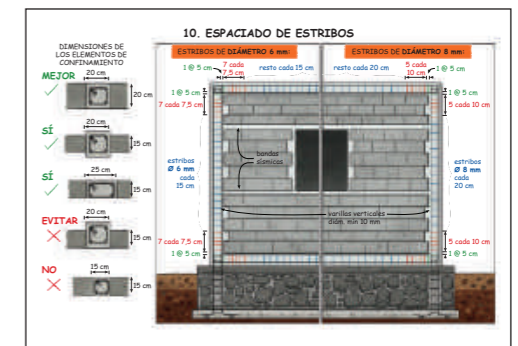 10. ESPACIADO DE ESTRIBOS
DIMENSIONES DE
LOS ELEMENTOS DE
CONFINAMIENTO
MEJOR
20 cm
20 cm
SÍ
20 cm
15 cm
SÍ
25 cm
15 cm
EVITAR
20 cm
15 cm
NO
15 cm
15 cm
ESTRIBOS DE DIÁMETRO 6 mm:
1 @ 5 cm
7 cada
7,5 cm
resto cada 15 cm
1 @ 5 cm
7 cada 7,5 cm
estribos
Ø 6 mm
cada
15 cm
7 cada 7,5 cm
1 @ 5 cm
ESTRIBOS DE DIÁMETRO 8 mm:
resto cada 20 cm
5 cada
10 cm
1 @ 5 cm
1 @ 5 cm
5 cada 10 cm
estribos
Ø 8 mm
cada
20 cm
5 cada 10 cm
1 @ 5 cm
bandas
sísmicas
varillas verticales
diám. min 10 mm